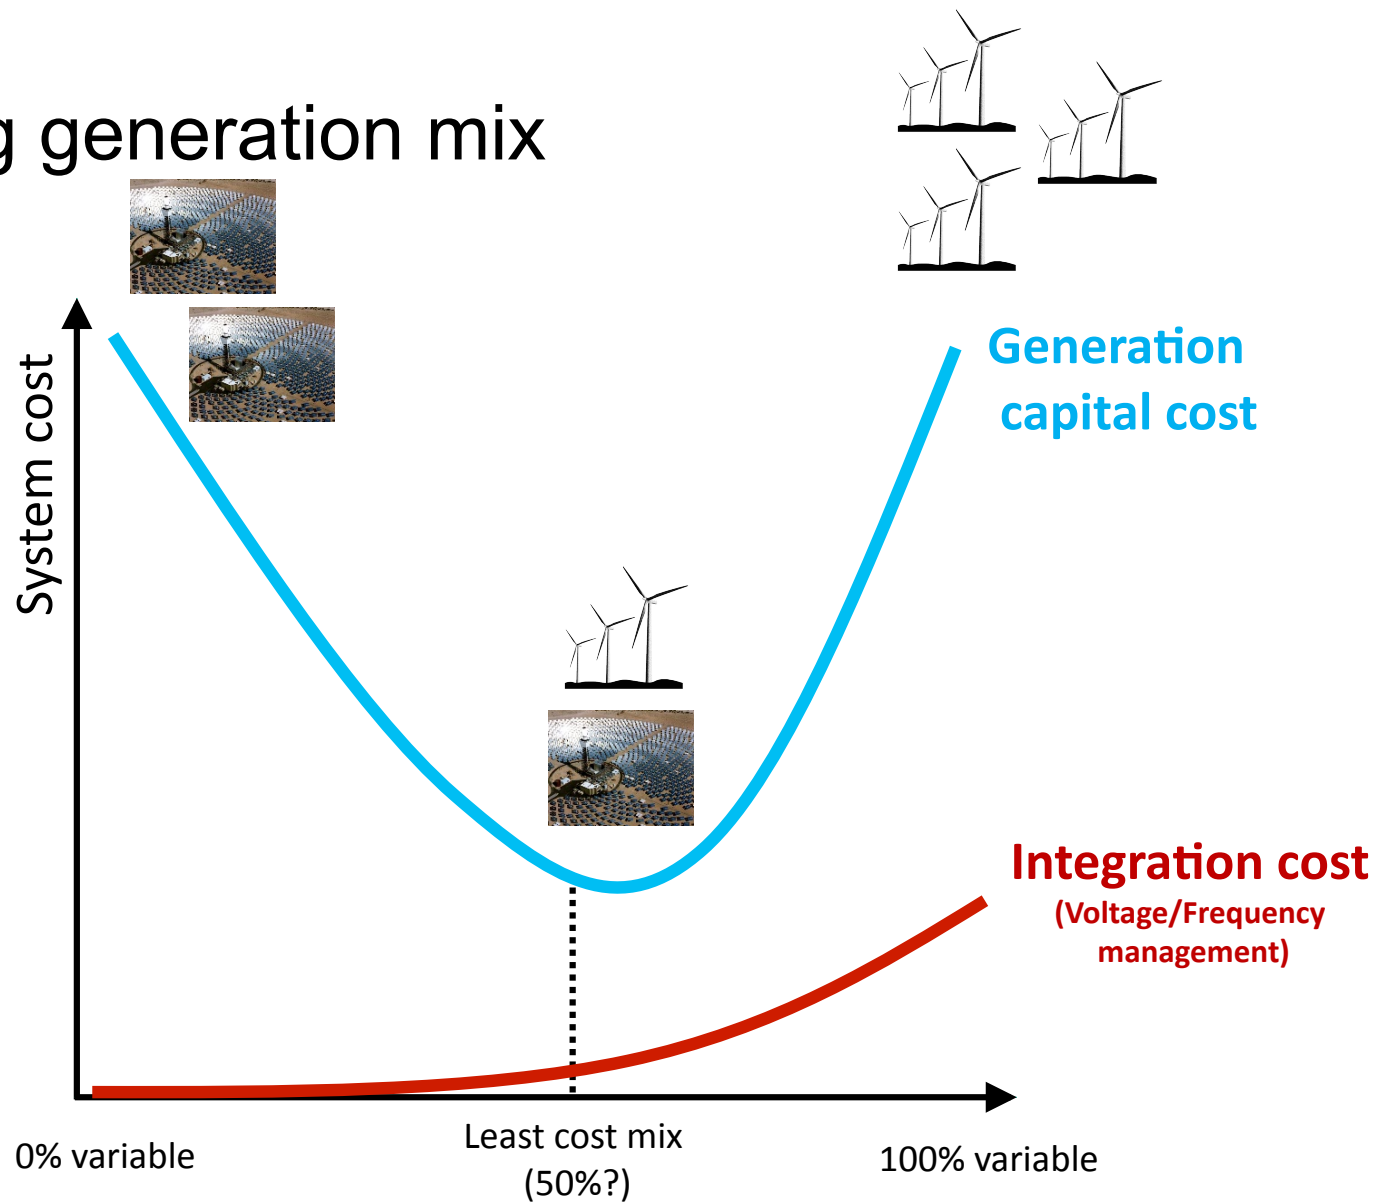 g generation mix
System cost
Generation
capital cost
Integration cost
(Voltage/Frequency
management)
0% variable
Least cost mix
(50%?)
100% variable